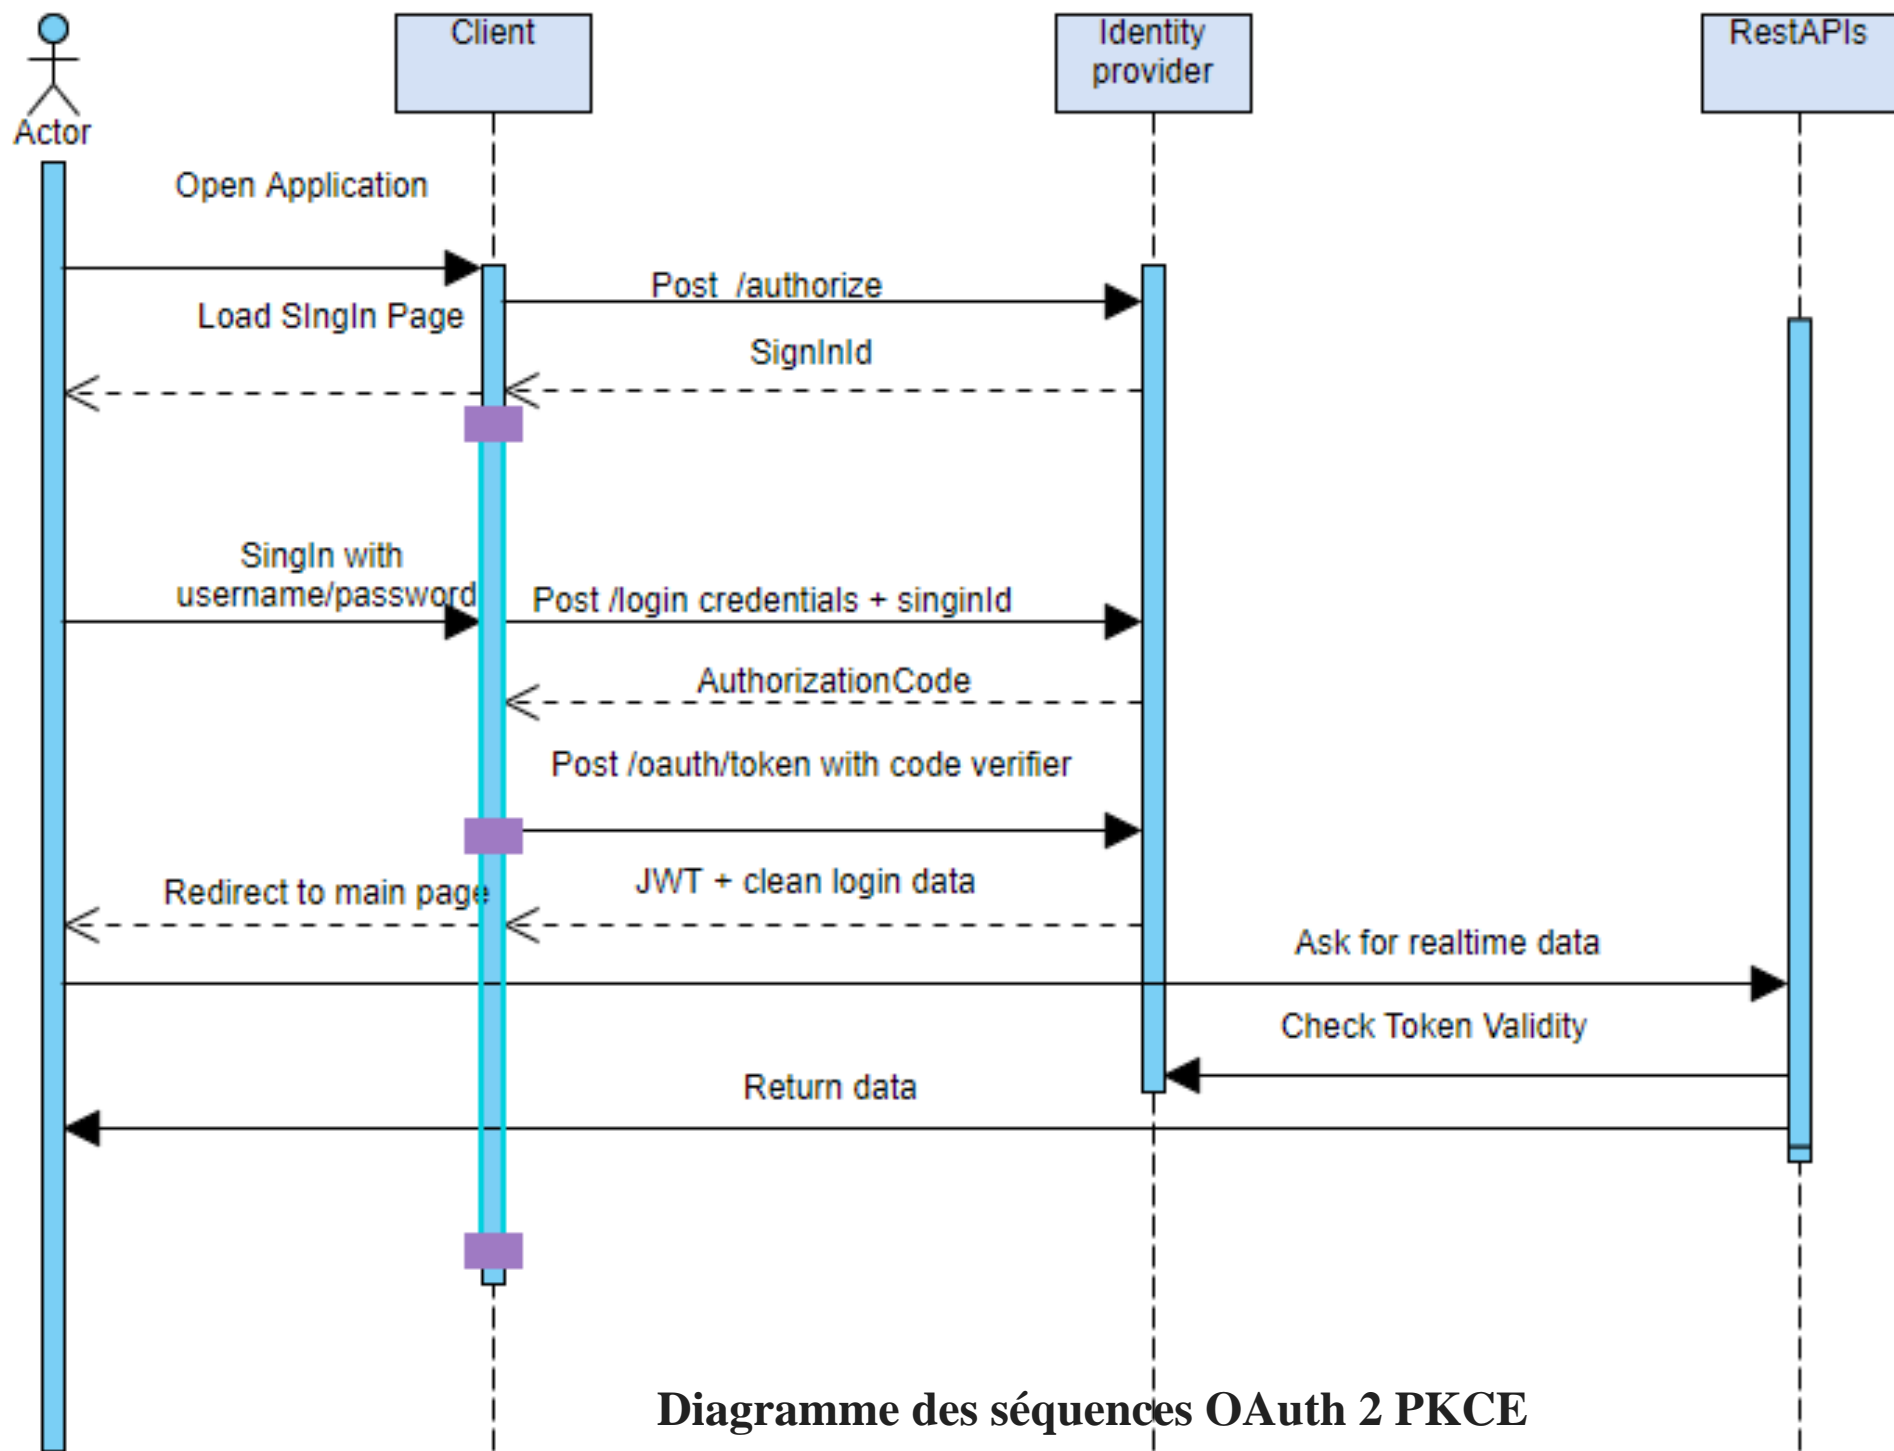 Client
Identity
provider
RestAPIs
Actor
Open Application
Post /authorize
Load SIngIn Page
SignInId
SingIn with
username/password
Post /login credentials + singinId
AuthorizationCode
Post /oauth/token with code verifier
JWT + clean login data
Redirect to main page
Ask for realtime data
Check Token Validity
Return data
Diagramme des séquences OAuth 2 PKCE